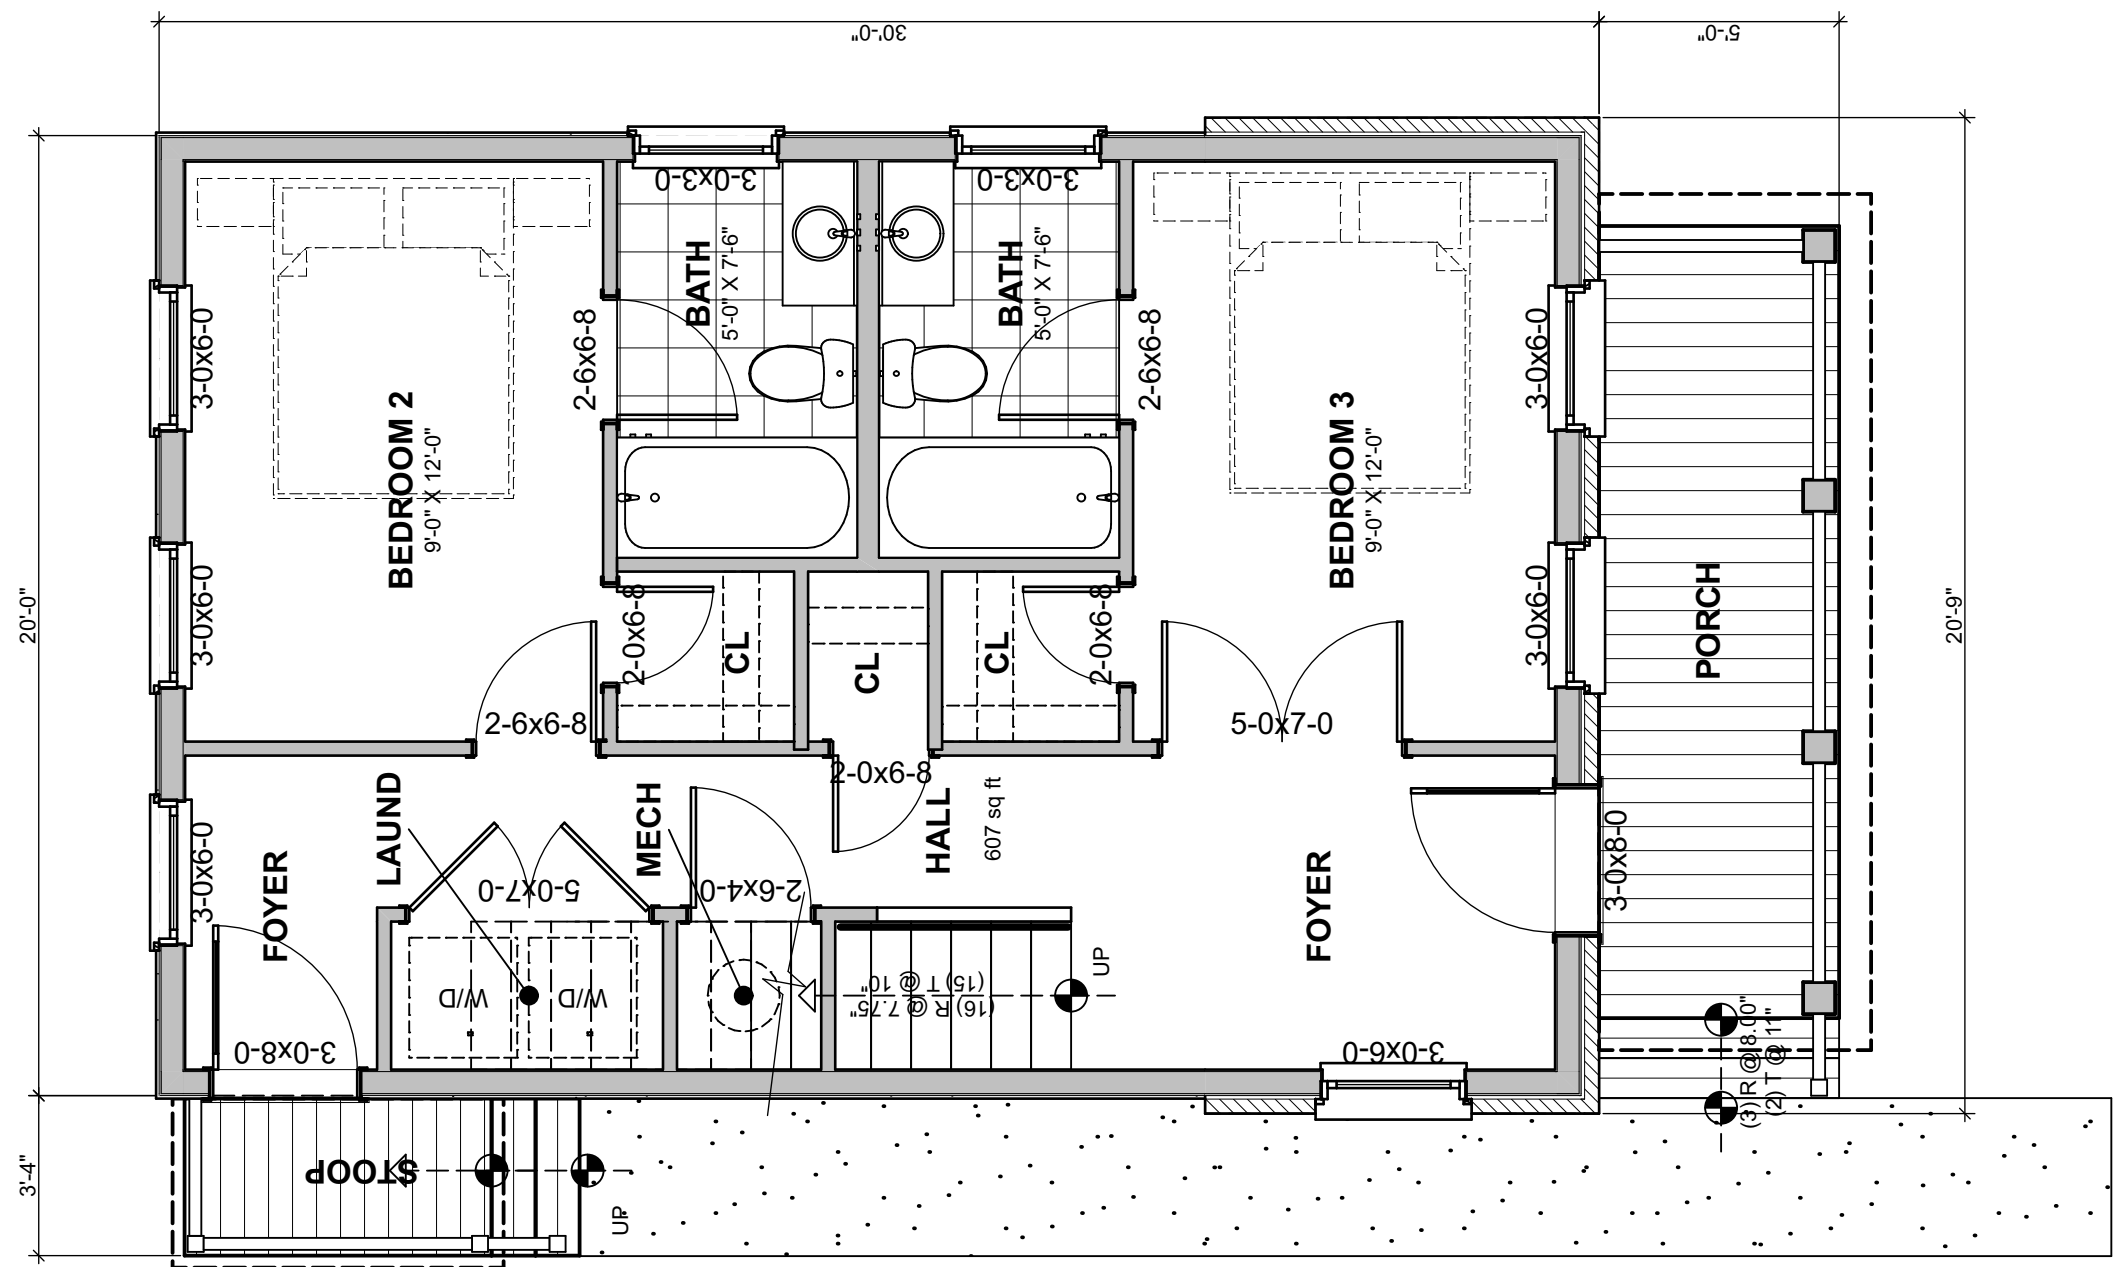 30'-0"
5'-0"
20'-0"
3'-4"
20'-9"
3-0x3-0
3-0x3-0
BATH
5'-0" X 7'-6"
BATH
5'-0" X 7'-6"
3-0x6-0
2-6x6-8
2-6x6-8
3-0x6-0
BEDROOM 2
9'-0" X 12'-0"
BEDROOM 3
9'-0" X 12'-0"
3-0x6-0
2-0x6-8
CL
CL
CL
2-0x6-8
3-0x6-0
PORCH
2-6x6-8
5-0x7-0
2-0x6-8
LAUND
MECH
HALL
607 sq ft
3-0x6-0
FOYER
5-0x7-0
2-6x4-0
FOYER
3-0x8-0
W/D
W/D
(16) R @ 7.75"
(15) T @ 10"
UP
3-0x8-0
3-0x6-0
(3) R @ 8.00"
(2) T @ 11"
STOOP
UP